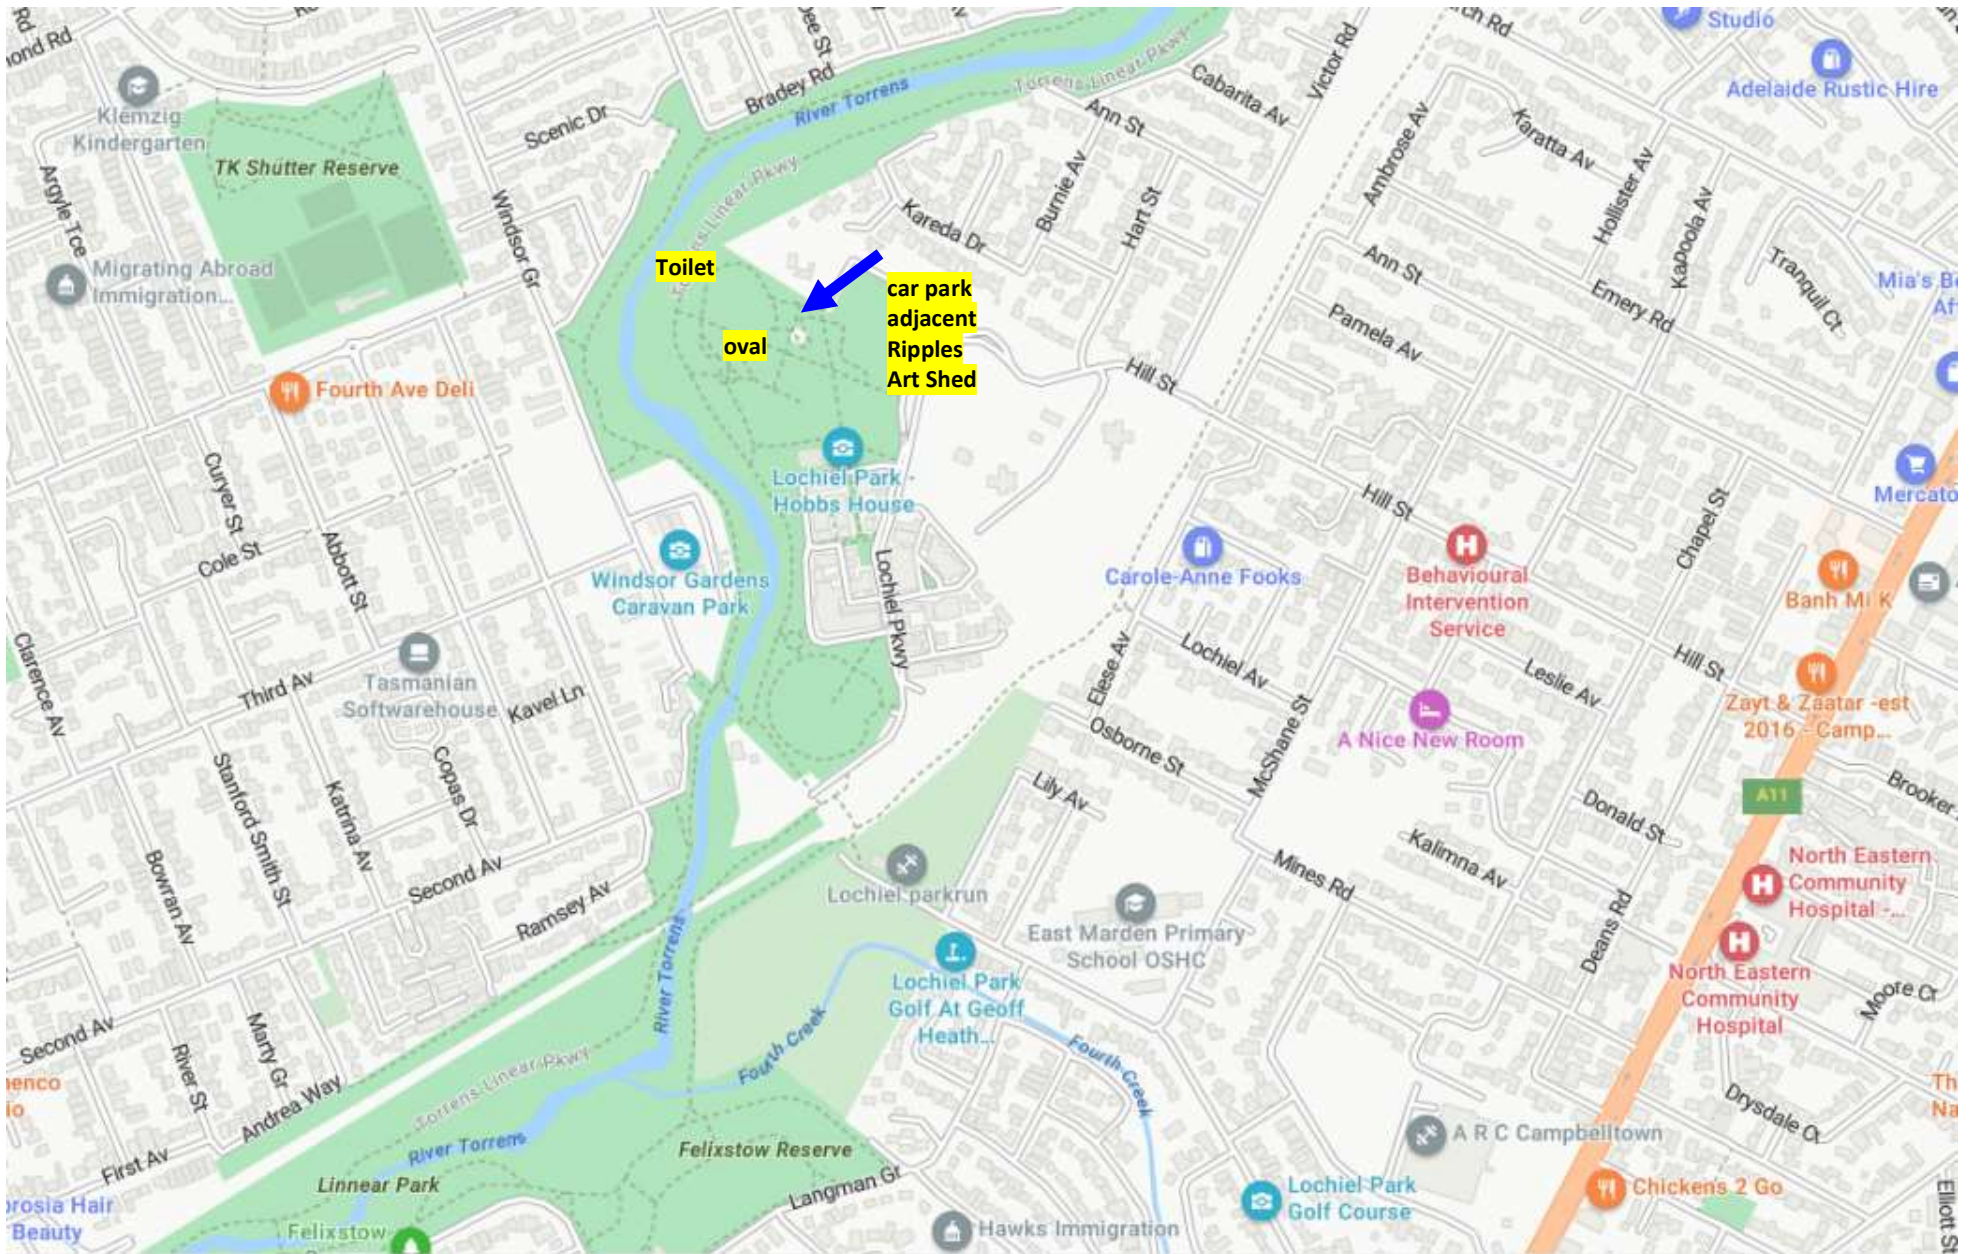 Studio
Adelaide Rustic Hire
Bradey Rd
River Torrens
Torrens Linear Pkwy
Cabarita Av
Victor Rd
Klemzig
Kindergarten
Scenic Dr
Ann St
Karatta Av
TK Shutter Reserve
Torrens Linear Pkwy
Ambrose Av
Hollister Av
Argyle Tce
Windsor Gr
Kareda Dr
Burnie Av
Hart St
Kapoola Av
Migrating Abroad
Immigration...
Toilet
car park
adjacent
Ripples
Art Shed
oval
Ann St
Emery Rd
Tranquil Ct
Pamela Av
Fourth Ave Deli
Hill St
Lochiel Park -
Hobbs House
Curyer St
Cole St
Abbott St
Windsor Gardens
Caravan Park
Lochiel Pkwy
Carole-Anne Fooks
Hill St
Behavioural
Intervention
Service
Chapel St
Mercato
Banh Mi K
Clarence Av
Third Av
Tasmanian
Softwarehouse
Kavel Ln
Elese Av
Lochiel Av
Leslie Av
Hill St
Zayt & Zaatar -est
2016 - Camp...
A Nice New Room
Osborne St
McShane St
Copas Dr
Stanford Smith St
Katrina Av
Lily Av
A11
Brooker
Donald St
Kalimna Av
Bowran Av
Second Av
Ramsey Av
Lochiel parkrun
Mines Rd
North Eastern
Community
Hospital -...
East Marden Primary
School OSHC
Deans Rd
River Torrens
Lochiel Park
Golf At Geoff
Heath...
North Eastern
Community
Hospital
Moore Ct
Second Av
River St
Marty Gr
Andrea Way
Torrens Linear Pkwy
Fourth Creek
Fourth Creek
Drysdale Ct
A R C Campbelltown
River Torrens
Felixstow Reserve
First Av
Linnear Park
Langman Gr
Lochiel Park
Golf Course
Chickens 2 Go
Elliott St
Beauty
Felixstow
Hawks Immigration